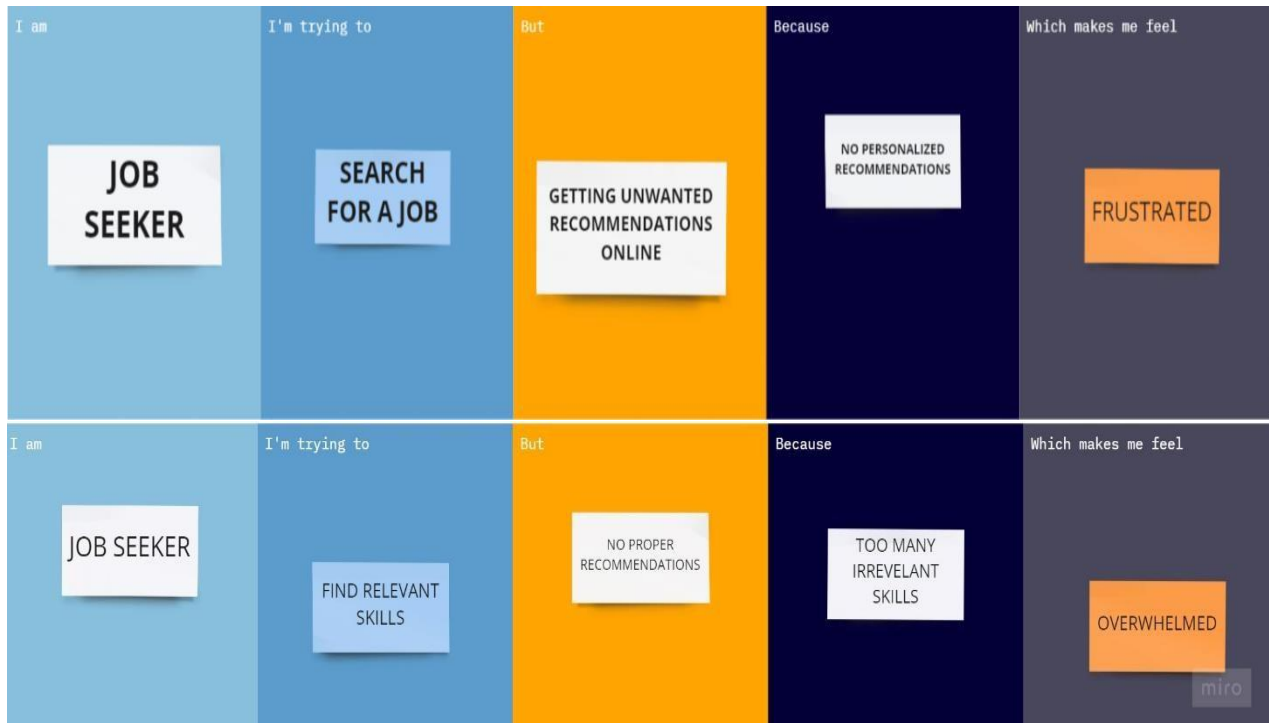 I am
JOB
SEEKER
I'm trying to
SEARCH
FOR A JOB
But
GETTING UNWANTED
RECOMMENDATIONS
ONLINE
Because
NO PERSONALIZED
RECOMMENDATIONS
Which makes me feel
FRUSTRATED
I am
JOB SEEKER
I'm trying to
FIND RELEVANT
SKILLS
But
NO PROPER
RECOMMENDATIONS
Because
TOO MANY
IRREVELANT
SKILLS
Which makes me feel
OVERWHELMED
miro